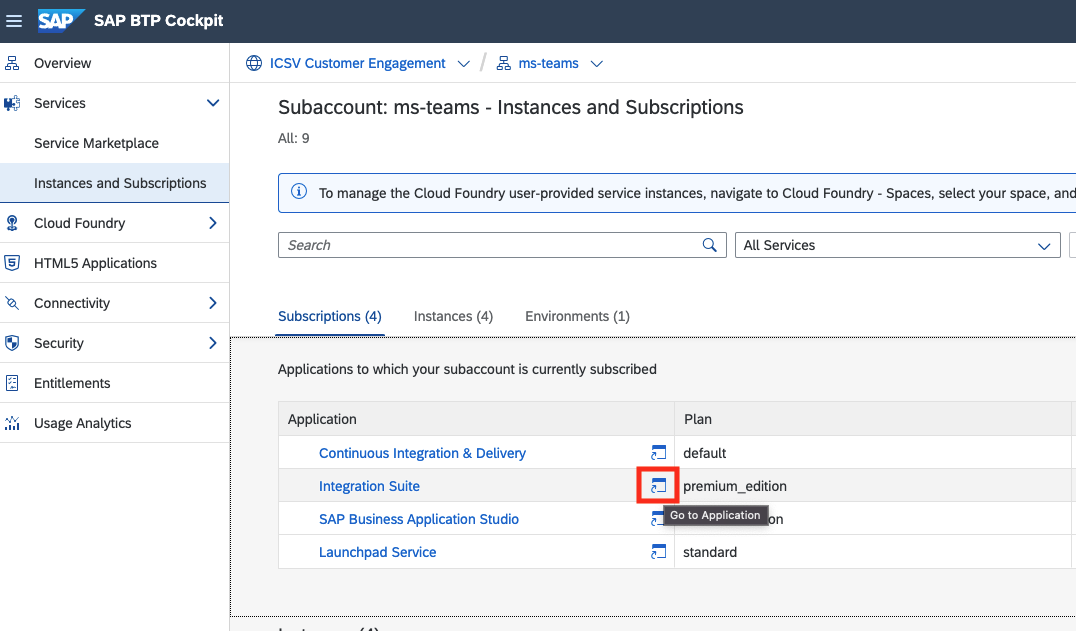 SAP SAP BTP Cockpit
Overview
Services
Service Marketplace
Instances and Subscriptions
Cloud Foundry
HTML5 Applications
Connectivity
Security
Entitlements
Usage Analytics
ICSV Customer Engagement / ms-teams
Subaccount: ms-teams - Instances and Subscriptions
All: 9
To manage the Cloud Foundry user-provided service instances, navigate to Cloud Foundry - Spaces, select your space, and
Search All Services
Subscriptions (4) Instances (4) Environments (1)
Applications to which your subaccount is currently subscribed
Application Plan
Continuous Integration & Delivery default
Integration Suite premium_edition
Go to Application
SAP Business Application Studio on
Launchpad Service standard